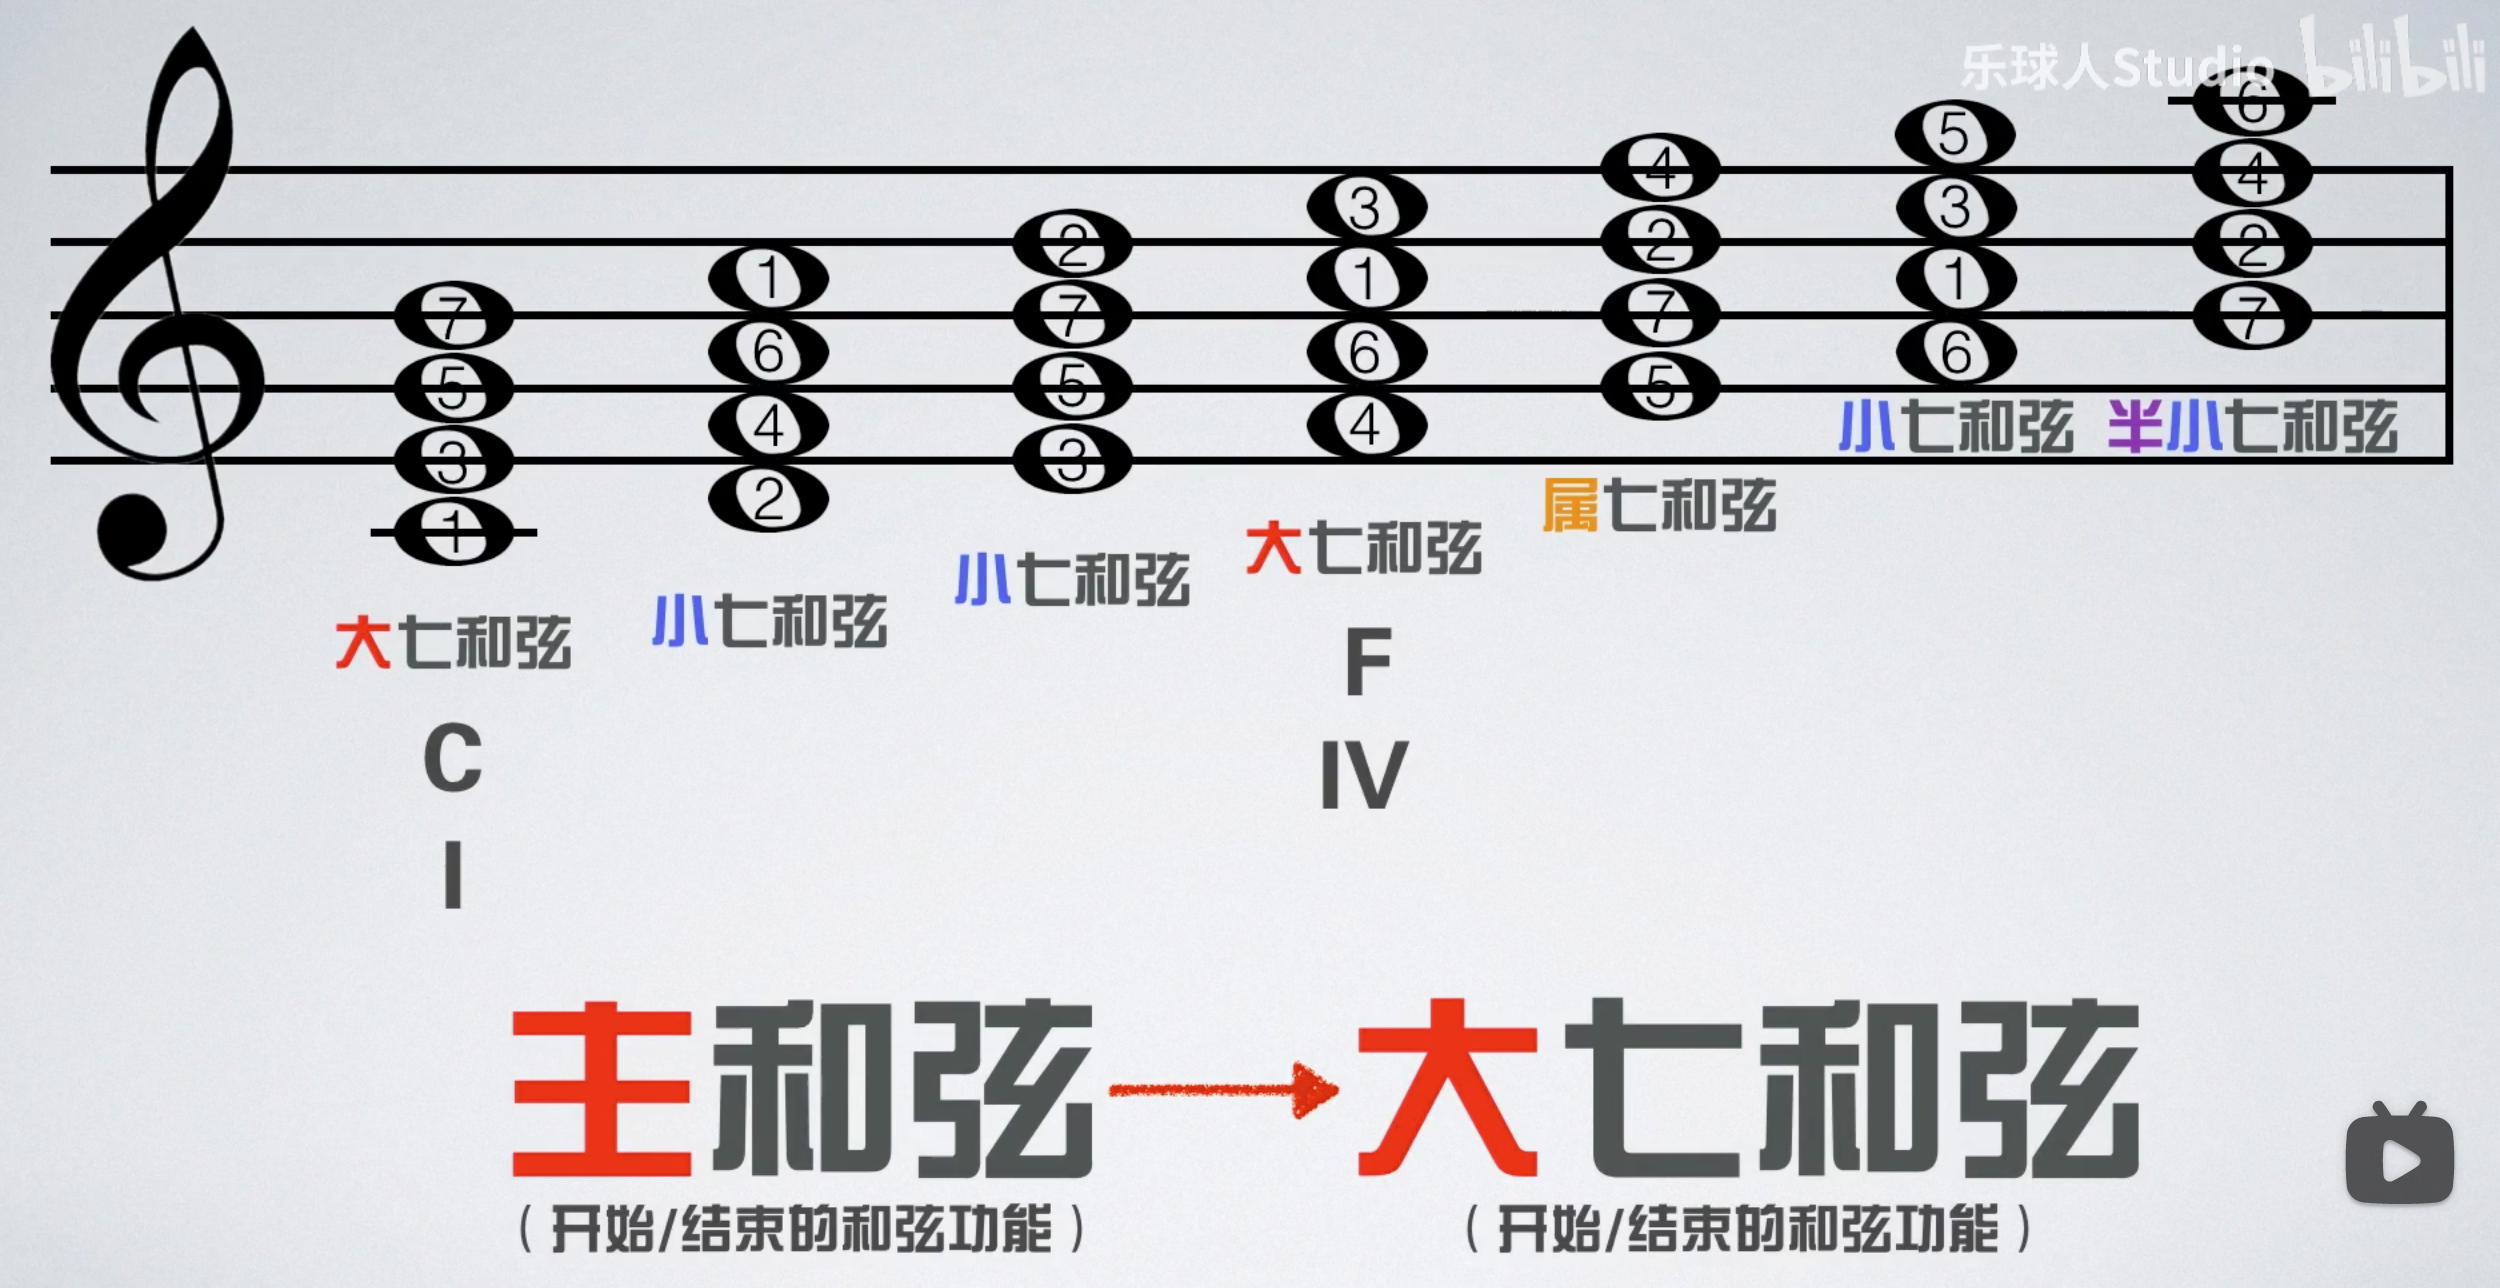 乐球人Studio bilibili
7 5 3 1
1 6 4 2
2 7 5 3
3 1 6 4
4 2 7 5
5 3 1 6
6 4 2 7
小七和弦 半小七和弦
属七和弦
大七和弦
小七和弦
小七和弦
大七和弦
F
C
IV
I
主和弦 大七和弦
（开始/结束的和弦功能） （开始/结束的和弦功能）